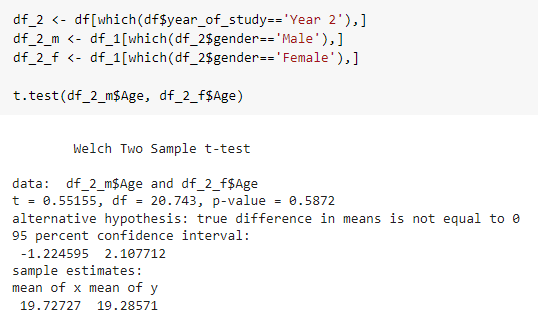 df_2 <- df[which(df$year_of_study=='Year 2'),]
df_2_m <- df_1[which(df_2$gender=='Male'),]
df_2_f <- df_1[which(df_2$gender=='Female'),]
t.test(df_2_m$Age, df_2_f$Age)
Welch Two Sample t-test
data:  df_2_m$Age and df_2_f$Age
t = 0.55155, df = 20.743, p-value = 0.5872
alternative hypothesis: true difference in means is not equal to 0
95 percent confidence interval:
-1.224595  2.107712
sample estimates:
mean of x mean of y
19.72727  19.28571